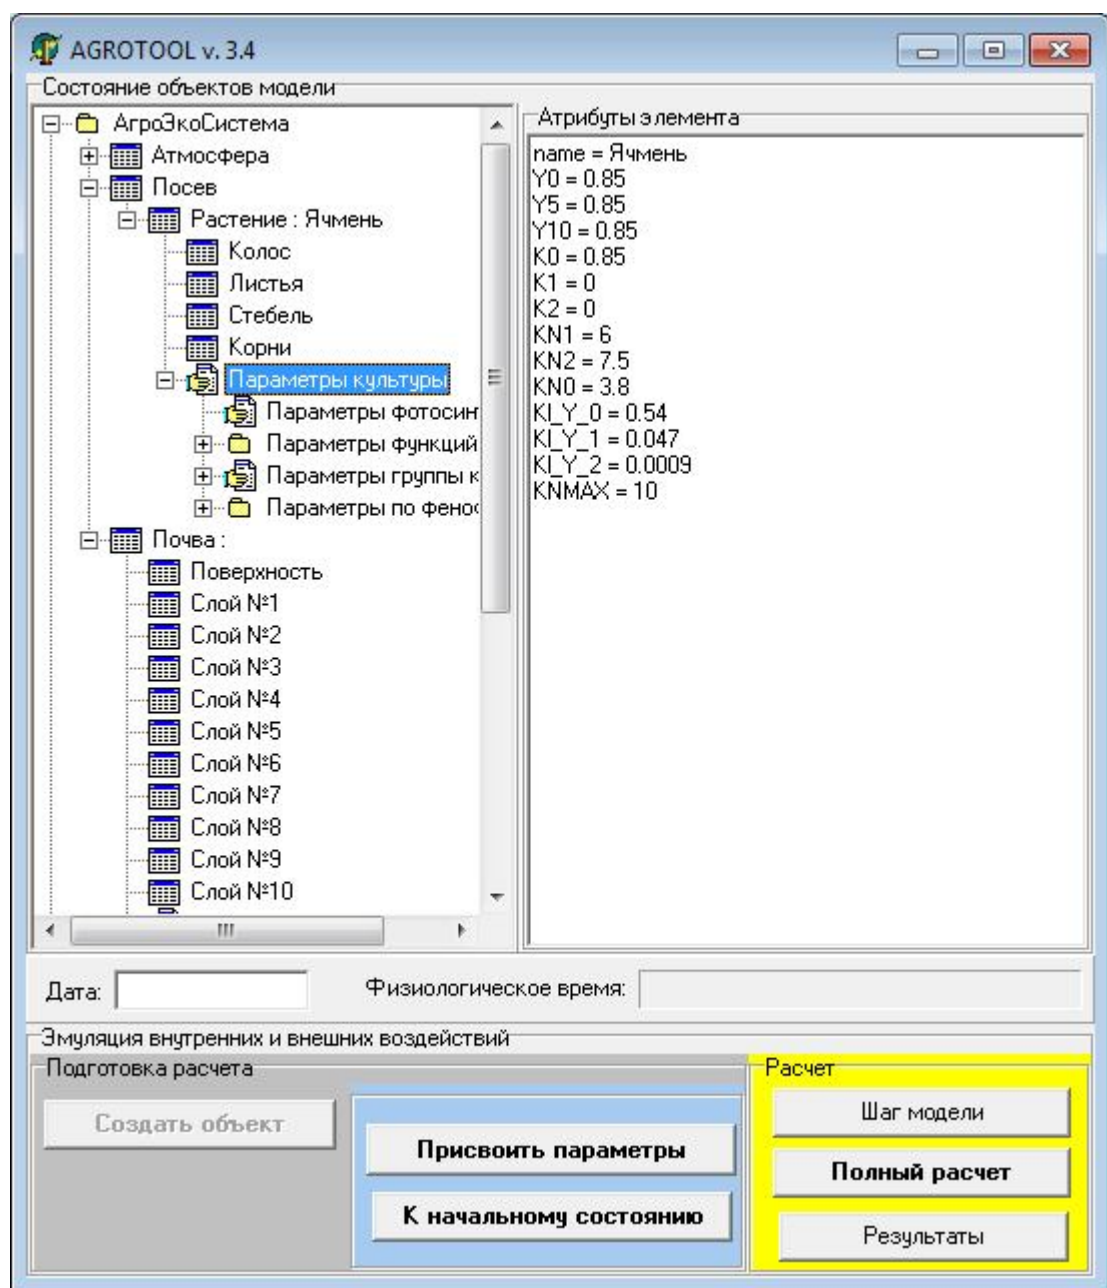 AGROTOOL v. 3.4
Состояние объектов модели
АгроЭкоСистема
Атмосфера
Посев
Растение : Ячмень
Колос
Листья
Стебель
Корни
Параметры культуры
Параметры фотосин
Параметры функций
Параметры группы к
Параметры по фено
Почва :
Поверхность
Слой №1
Слой №2
Слой №3
Слой №4
Слой №5
Слой №6
Слой №7
Слой №8
Слой №9
Слой №10
Атрибуты элемента
name = Ячмень
Y0 = 0.85
Y5 = 0.85
Y10 = 0.85
K0 = 0.85
K1 = 0
K2 = 0
KN1 = 6
KN2 = 7.5
KN0 = 3.8
KI_Y_0 = 0.54
KI_Y_1 = 0.047
KI_Y_2 = 0.0009
KNMAX = 10
Дата:
Физиологическое время:
Эмуляция внутренних и внешних воздействий
Подготовка расчета
Создать объект
Присвоить параметры
К начальному состоянию
Расчет
Шаг модели
Полный расчет
Результаты